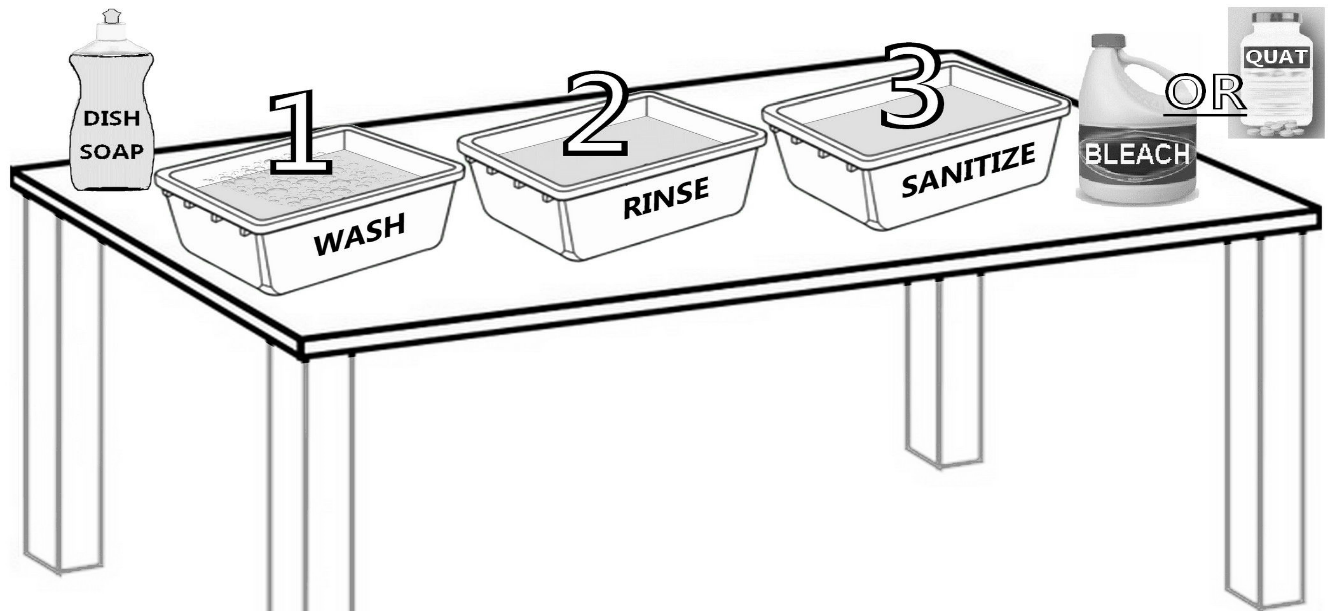 DISH
SOAP
1
WASH
2
RINSE
3
SANITIZE
BLEACH
OR
QUAT